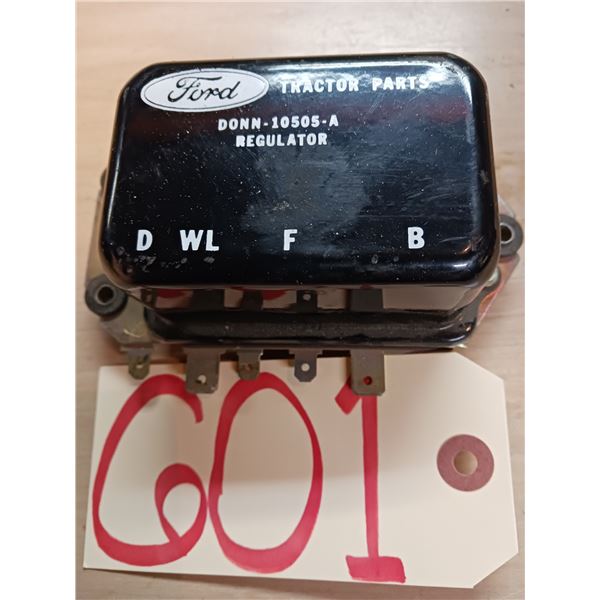 Ford TRACTOR PARTS
DONN-10505-A
REGULATOR
D WL F B
601